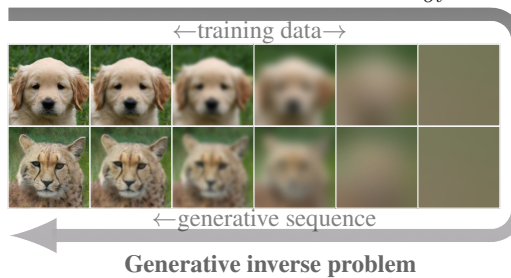 ←training data→
←generative sequence
Generative inverse problem